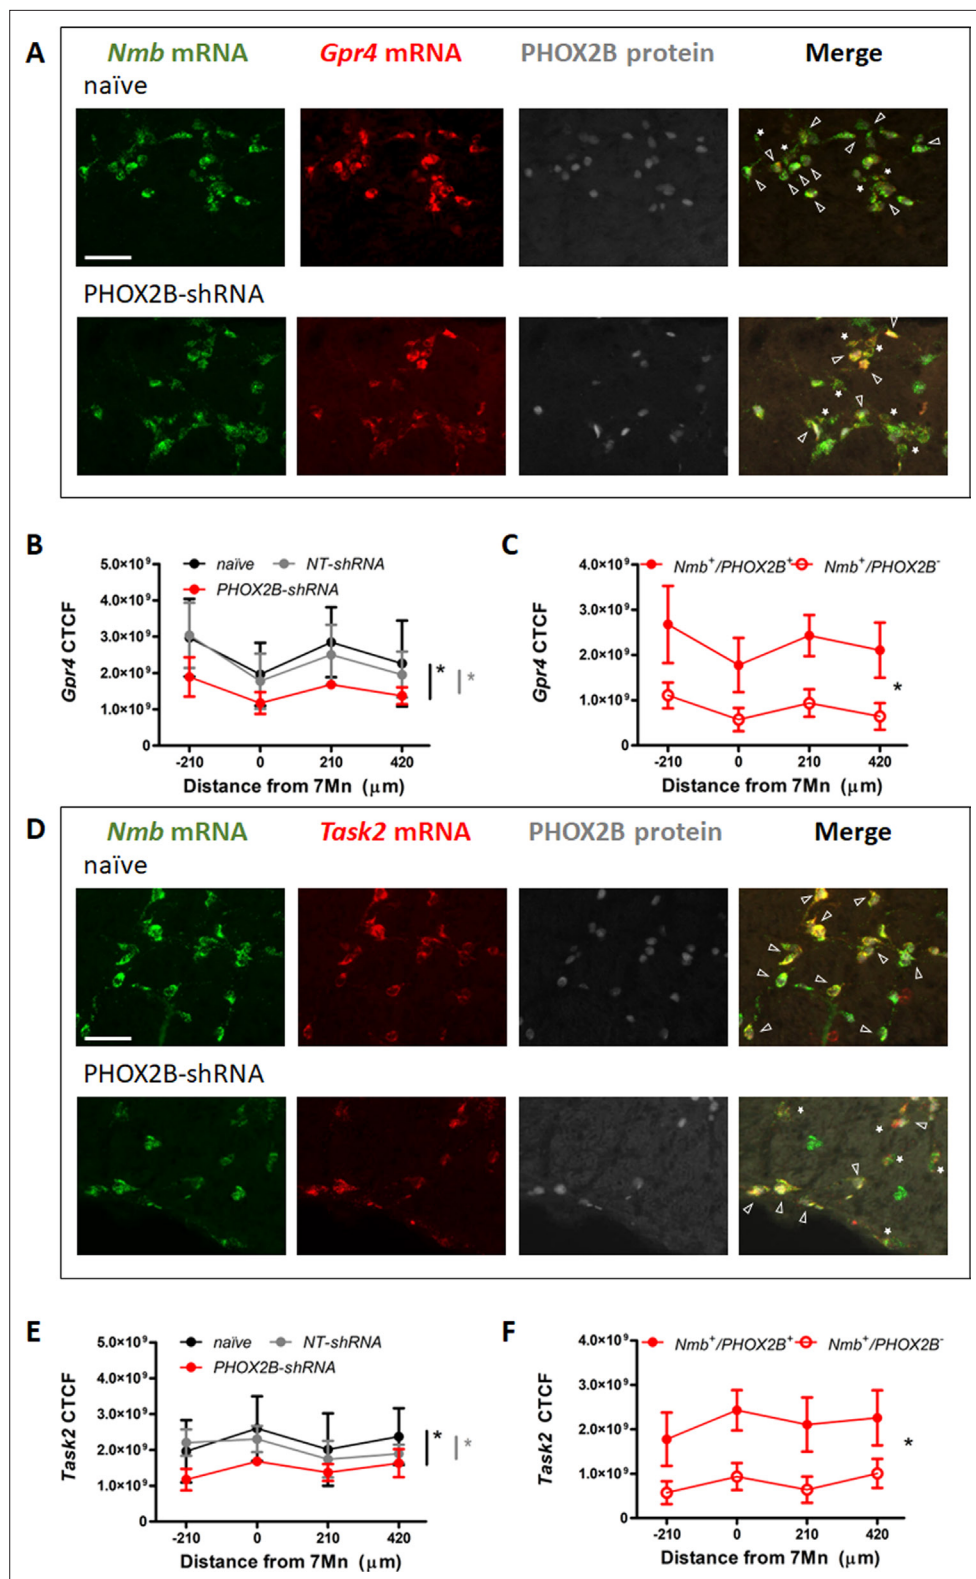 A
Nmb mRNA Gpr4 mRNA PHOX2B protein Merge
naïve
PHOX2B-shRNA
B
5.0×10⁹
4.0×10⁹
3.0×10⁹
2.0×10⁹
1.0×10⁹
0
Gpr4 CTCF
naïve NT-shRNA
PHOX2B-shRNA
* *
-210 0 210 420
Distance from 7Mn (μm)
C
4.0×10⁹
3.0×10⁹
2.0×10⁹
1.0×10⁹
0
Gpr4 CTCF
Nmb⁺/PHOX2B⁺ Nmb⁺/PHOX2B⁻
*
-210 0 210 420
Distance from 7Mn (μm)
D
Nmb mRNA Task2 mRNA PHOX2B protein Merge
naïve
PHOX2B-shRNA
E
5.0×10⁹
4.0×10⁹
3.0×10⁹
2.0×10⁹
1.0×10⁹
0
Task2 CTCF
naïve NT-shRNA
PHOX2B-shRNA
* *
-210 0 210 420
Distance from 7Mn (μm)
F
4.0×10⁹
3.0×10⁹
2.0×10⁹
1.0×10⁹
0
Task2 CTCF
Nmb⁺/PHOX2B⁺ Nmb⁺/PHOX2B⁻
*
-210 0 210 420
Distance from 7Mn (μm)